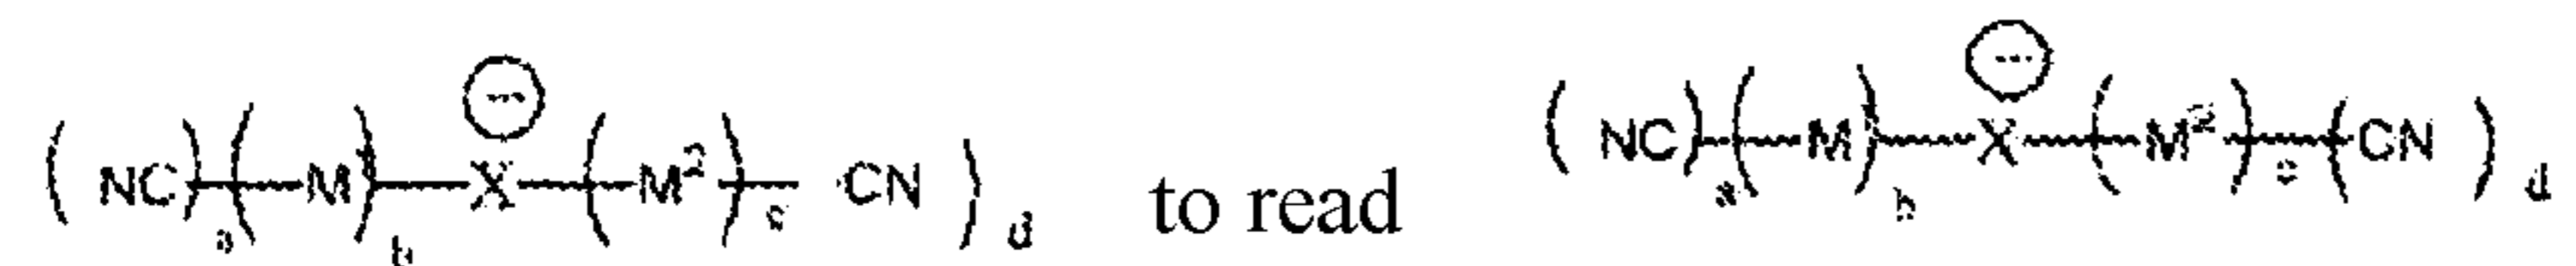 (NC)a(M)b—X⊖—(M²)c—CN)d to read (NC)a(M)b—X⊖—(M²)c(CN)d